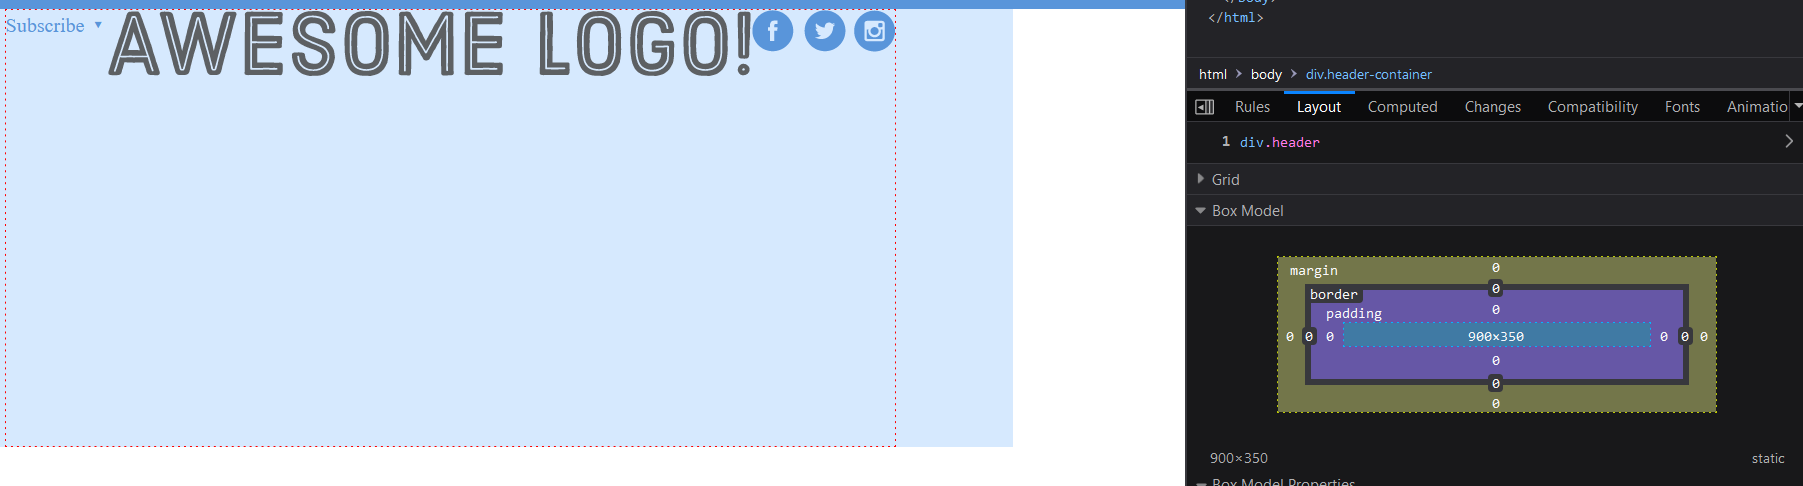 Subscribe ▼
AWESOME LOGO!
</html>
html > body > div.header-container
Rules Layout Computed Changes Compatibility Fonts Animatio
1 div.header
Grid
Box Model
margin 0
border 0
padding 0
0 0 0 900×350 0 0 0
0
0
0
900×350 static
Box Model Properties